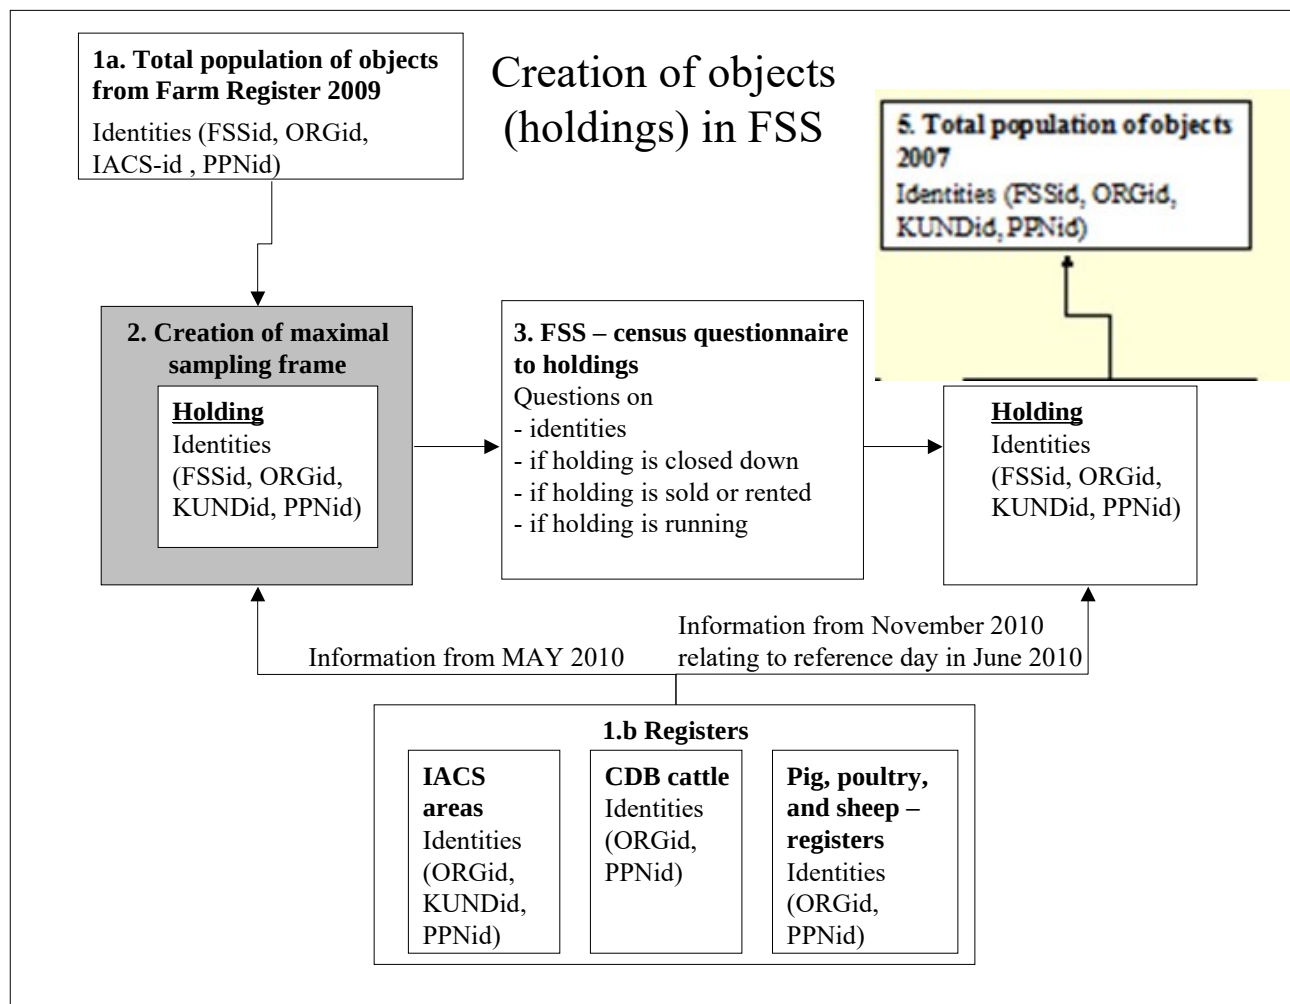 1a. Total population of objects
from Farm Register 2009
Identities (FSSid, ORGid,
IACS-id , PPNid)
Creation of objects
(holdings) in FSS
5. Total population of objects
2007
Identities (FSSid, ORGid,
KUNDid, PPNid)
2. Creation of maximal
sampling frame
Holding
Identities
(FSSid, ORGid,
KUNDid, PPNid)
3. FSS – census questionnaire
to holdings
Questions on
- identities
- if holding is closed down
- if holding is sold or rented
- if holding is running
Holding
Identities
(FSSid, ORGid,
KUNDid, PPNid)
Information from MAY 2010
Information from November 2010
relating to reference day in June 2010
1.b Registers
IACS
areas
Identities
(ORGid,
KUNDid,
PPNid)
CDB cattle
Identities
(ORGid,
PPNid)
Pig, poultry,
and sheep –
registers
Identities
(ORGid,
PPNid)